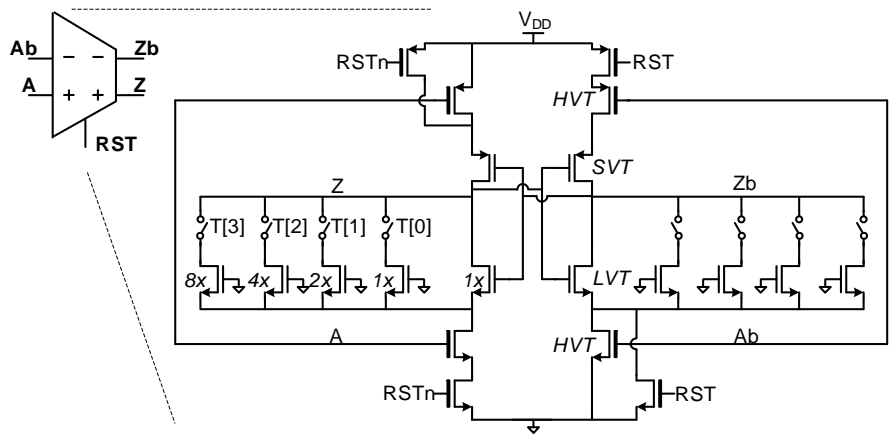 V_DD
Ab − − Zb
A + + Z
RST
RSTn RST
HVT
SVT
Z Zb
T[3] T[2] T[1] T[0]
8x 4x 2x 1x 1x LVT
A HVT Ab
RSTn RST